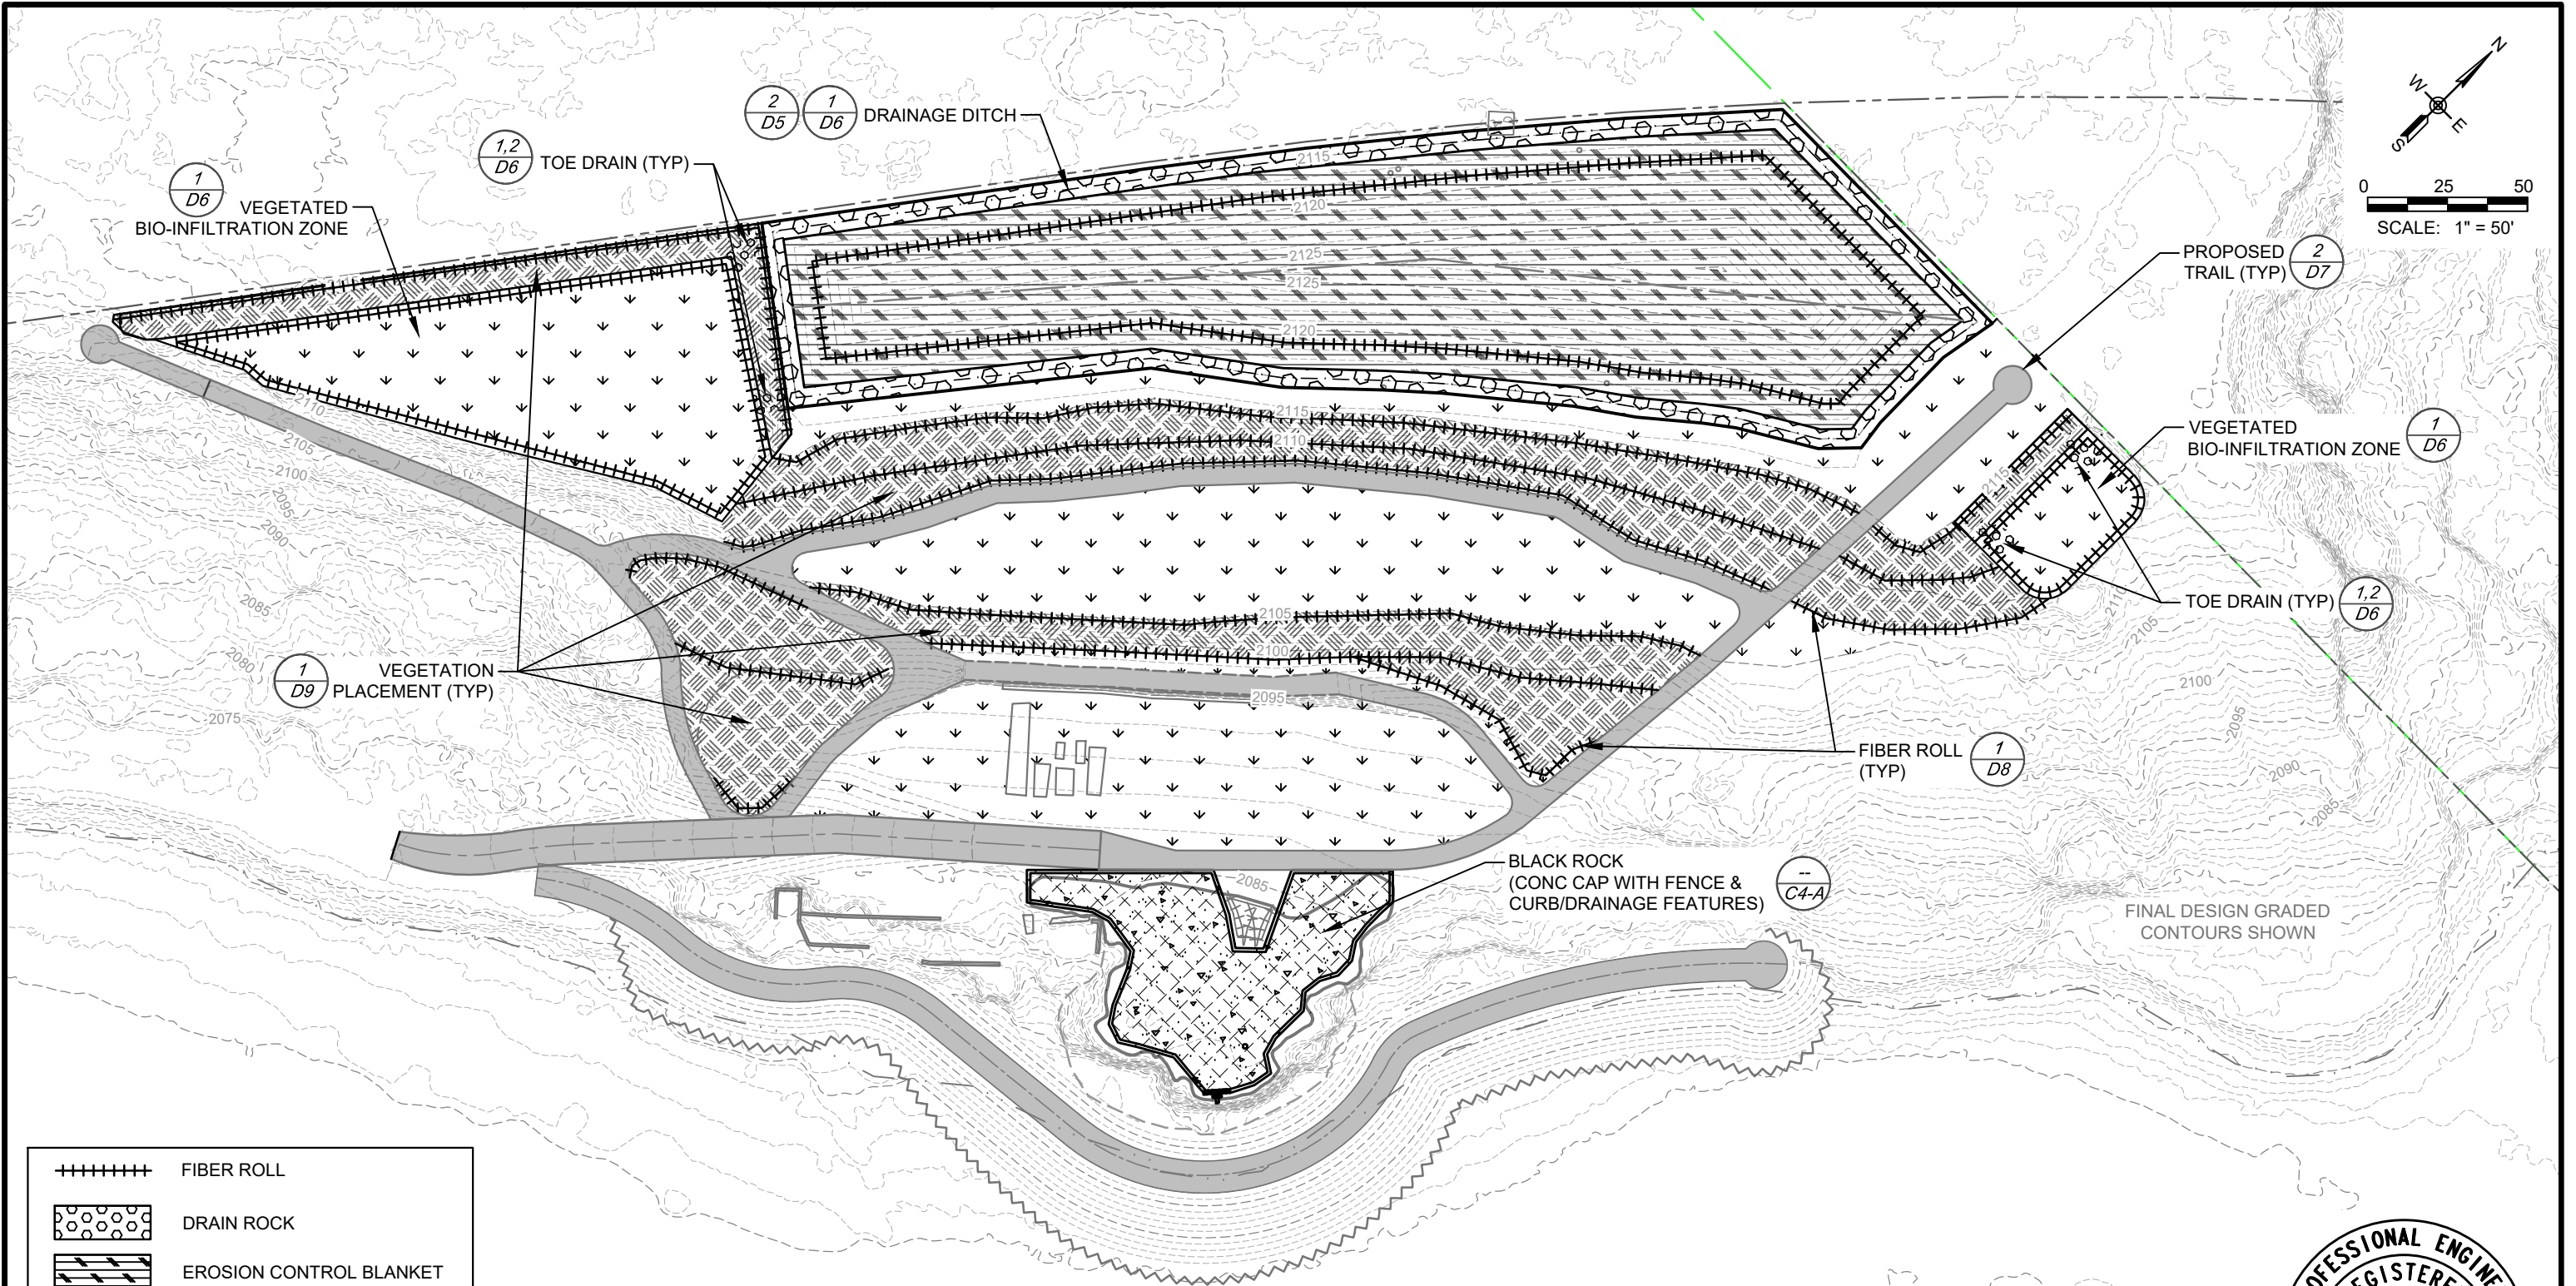 N
W
E
S
0 25 50
SCALE: 1" = 50'
2
D5
1
D6
DRAINAGE DITCH
1,2
D6
TOE DRAIN (TYP)
1
D6
VEGETATED
BIO-INFILTRATION ZONE
PROPOSED
TRAIL (TYP)
2
D7
VEGETATED
BIO-INFILTRATION ZONE
1
D6
TOE DRAIN (TYP)
1,2
D6
2115
2120
2125
2125
2120
2115
2110
2115
2110
2105
2100
2095
2090
2085
2080
2075
2105
2100
2095
2105
2100
2095
2090
2085
1
D9
VEGETATION
PLACEMENT (TYP)
FIBER ROLL
(TYP)
1
D8
BLACK ROCK
(CONC CAP WITH FENCE &
CURB/DRAINAGE FEATURES)
--
C4-A
2085
FINAL DESIGN GRADED
CONTOURS SHOWN
FIBER ROLL
DRAIN ROCK
EROSION CONTROL BLANKET